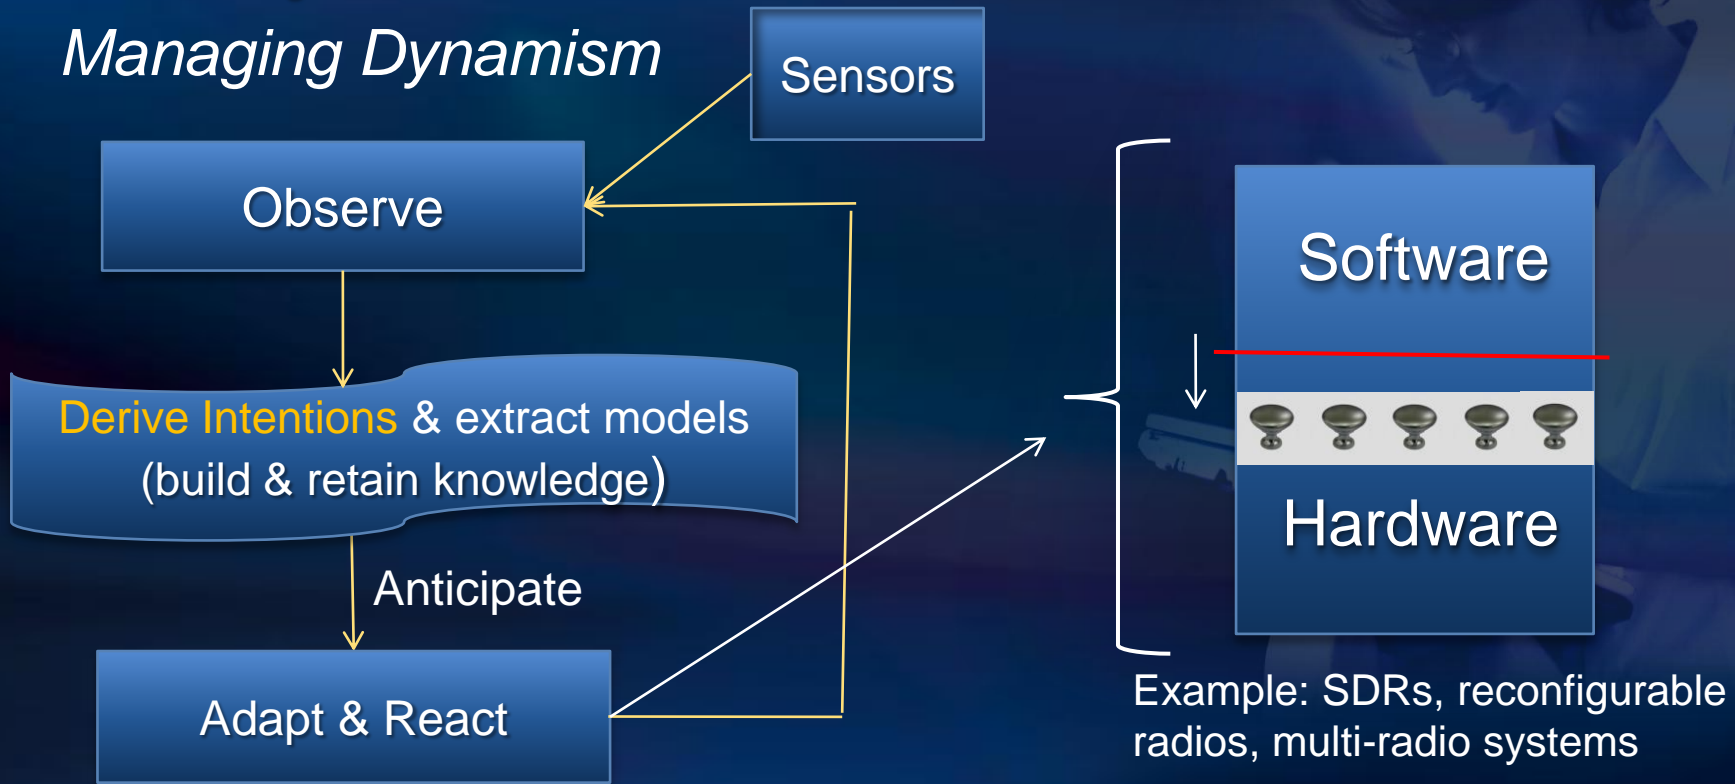 Managing Dynamism
Sensors
Observe
Derive Intentions & extract models
(build & retain knowledge)
Anticipate
Adapt & React
Software
Hardware
Example: SDRs, reconfigurable
radios, multi-radio systems